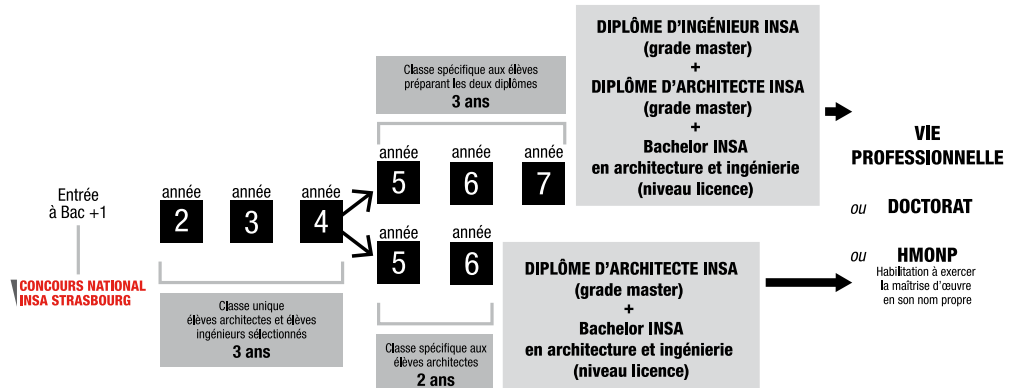 Entrée
à Bac +1
CONCOURS NATIONAL
INSA STRASBOURG
année
2
année
3
année
4
Classe unique
élèves architectes et élèves
ingénieurs sélectionnés
3 ans
Classe spécifique aux élèves
préparant les deux diplômes
3 ans
année
5
année
6
année
7
DIPLÔME D'INGÉNIEUR INSA
(grade master)
+
DIPLÔME D'ARCHITECTE INSA
(grade master)
+
Bachelor INSA
en architecture et ingénierie
(niveau licence)
année
5
année
6
Classe spécifique aux
élèves architectes
2 ans
DIPLÔME D'ARCHITECTE INSA
(grade master)
+
Bachelor INSA
en architecture et ingénierie
(niveau licence)
VIE
PROFESSIONNELLE
ou DOCTORAT
ou HMONP
Habilitation à exercer
la maîtrise d'œuvre
en son nom propre